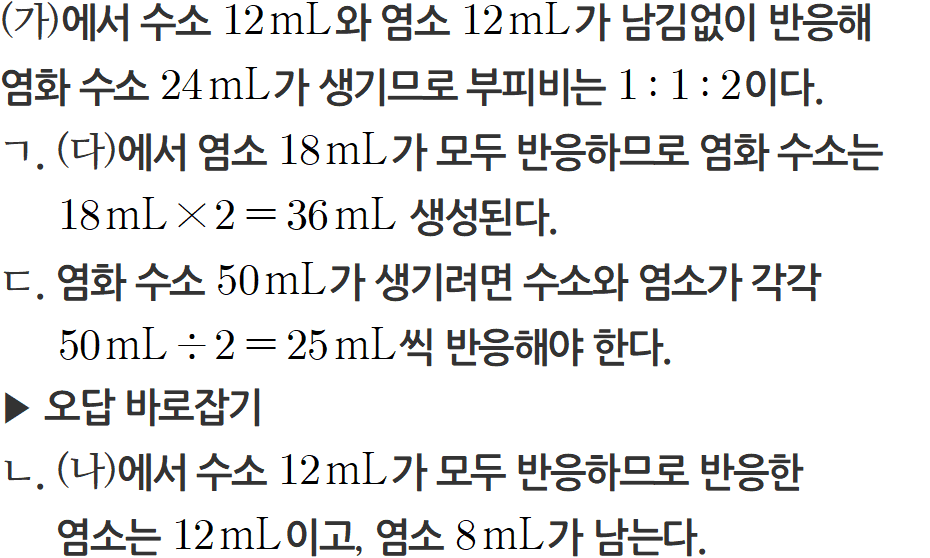 (가)에서 수소 12 mL와 염소 12 mL가 남김없이 반응해
염화 수소 24 mL가 생기므로 부피비는 1 : 1 : 2이다.
ㄱ. (다)에서 염소 18 mL가 모두 반응하므로 염화 수소는
18 mL × 2 = 36 mL 생성된다.
ㄷ. 염화 수소 50 mL가 생기려면 수소와 염소가 각각
50 mL ÷ 2 = 25 mL씩 반응해야 한다.
▶ 오답 바로잡기
ㄴ. (나)에서 수소 12 mL가 모두 반응하므로 반응한
염소는 12 mL이고, 염소 8 mL가 남는다.